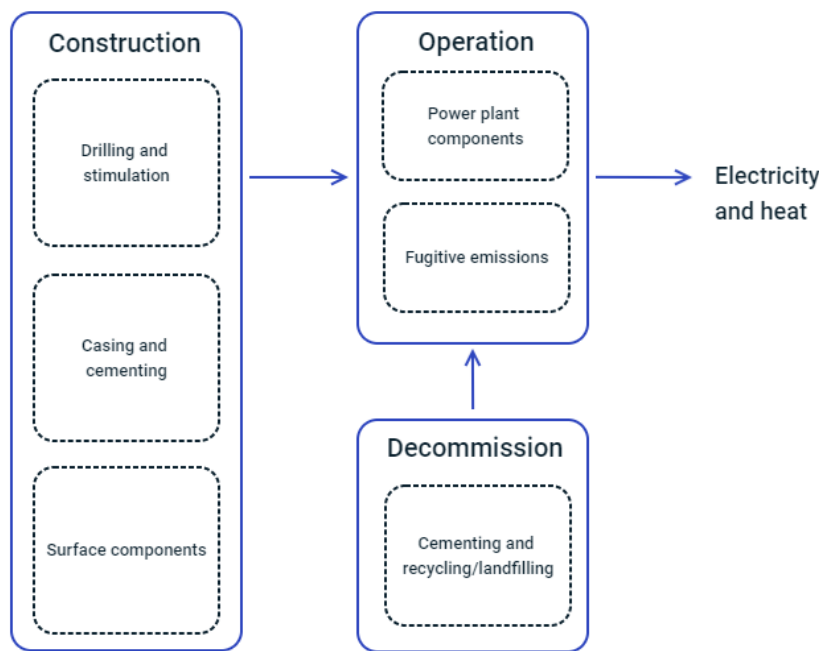 Construction
Drilling and
stimulation
Casing and
cementing
Surface components
Operation
Power plant
components
Fugitive emissions
Decommission
Cementing and
recycling/landfilling
Electricity
and heat